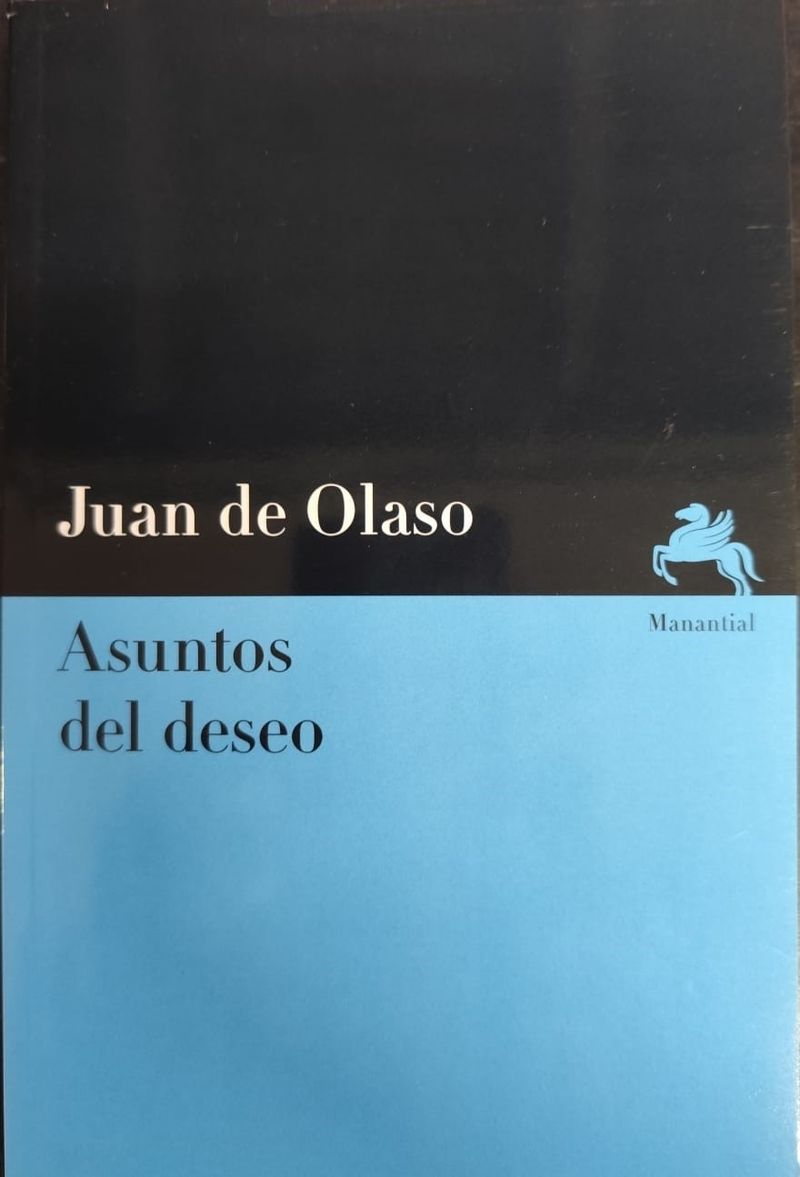 Juan de Olaso
Manantial
Asuntos
del deseo